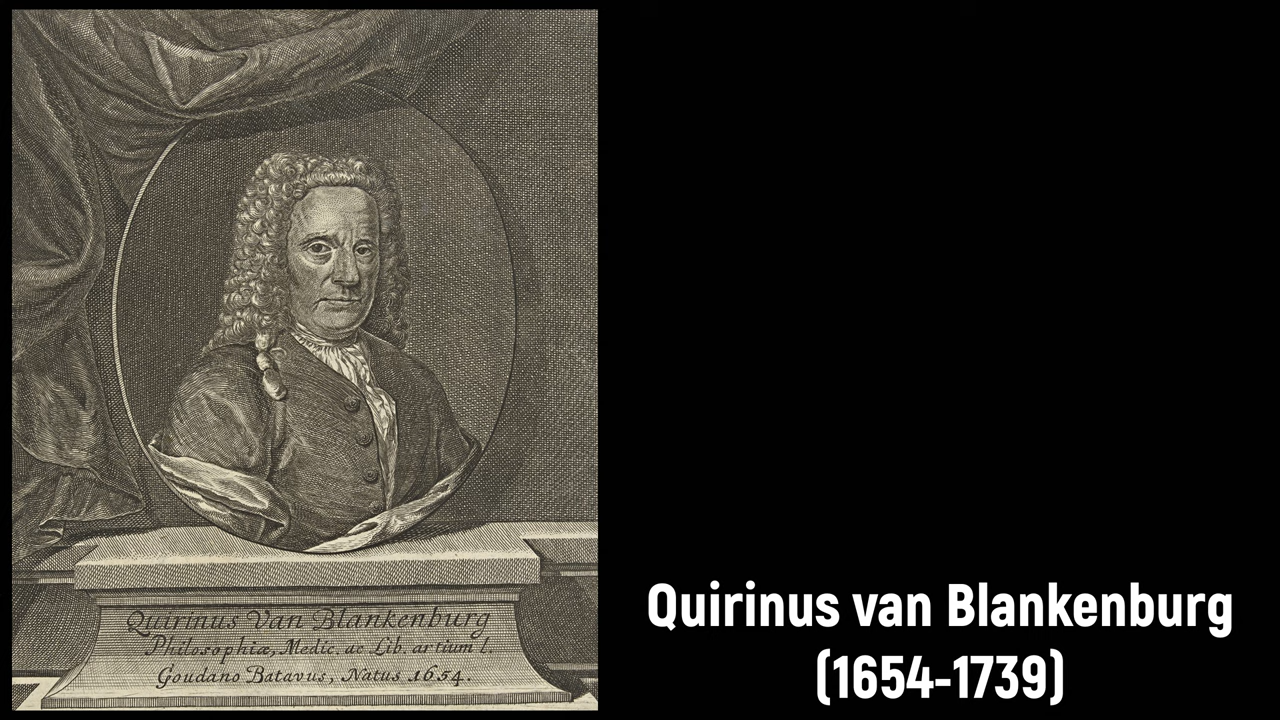 Quirinus Van Blankenburg
Philosophiæ, Medic. ac Lib. artium l.
Goudano Batavus, Natus 1654.
Quirinus van Blankenburg
(1654-1739)